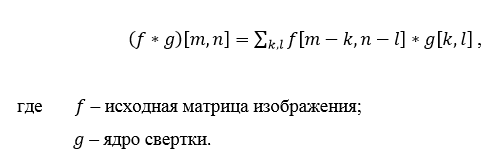 (f * g)[m, n] = ∑k,l f[m − k, n − l] * g[k, l] ,
где f – исходная матрица изображения;
g – ядро свертки.